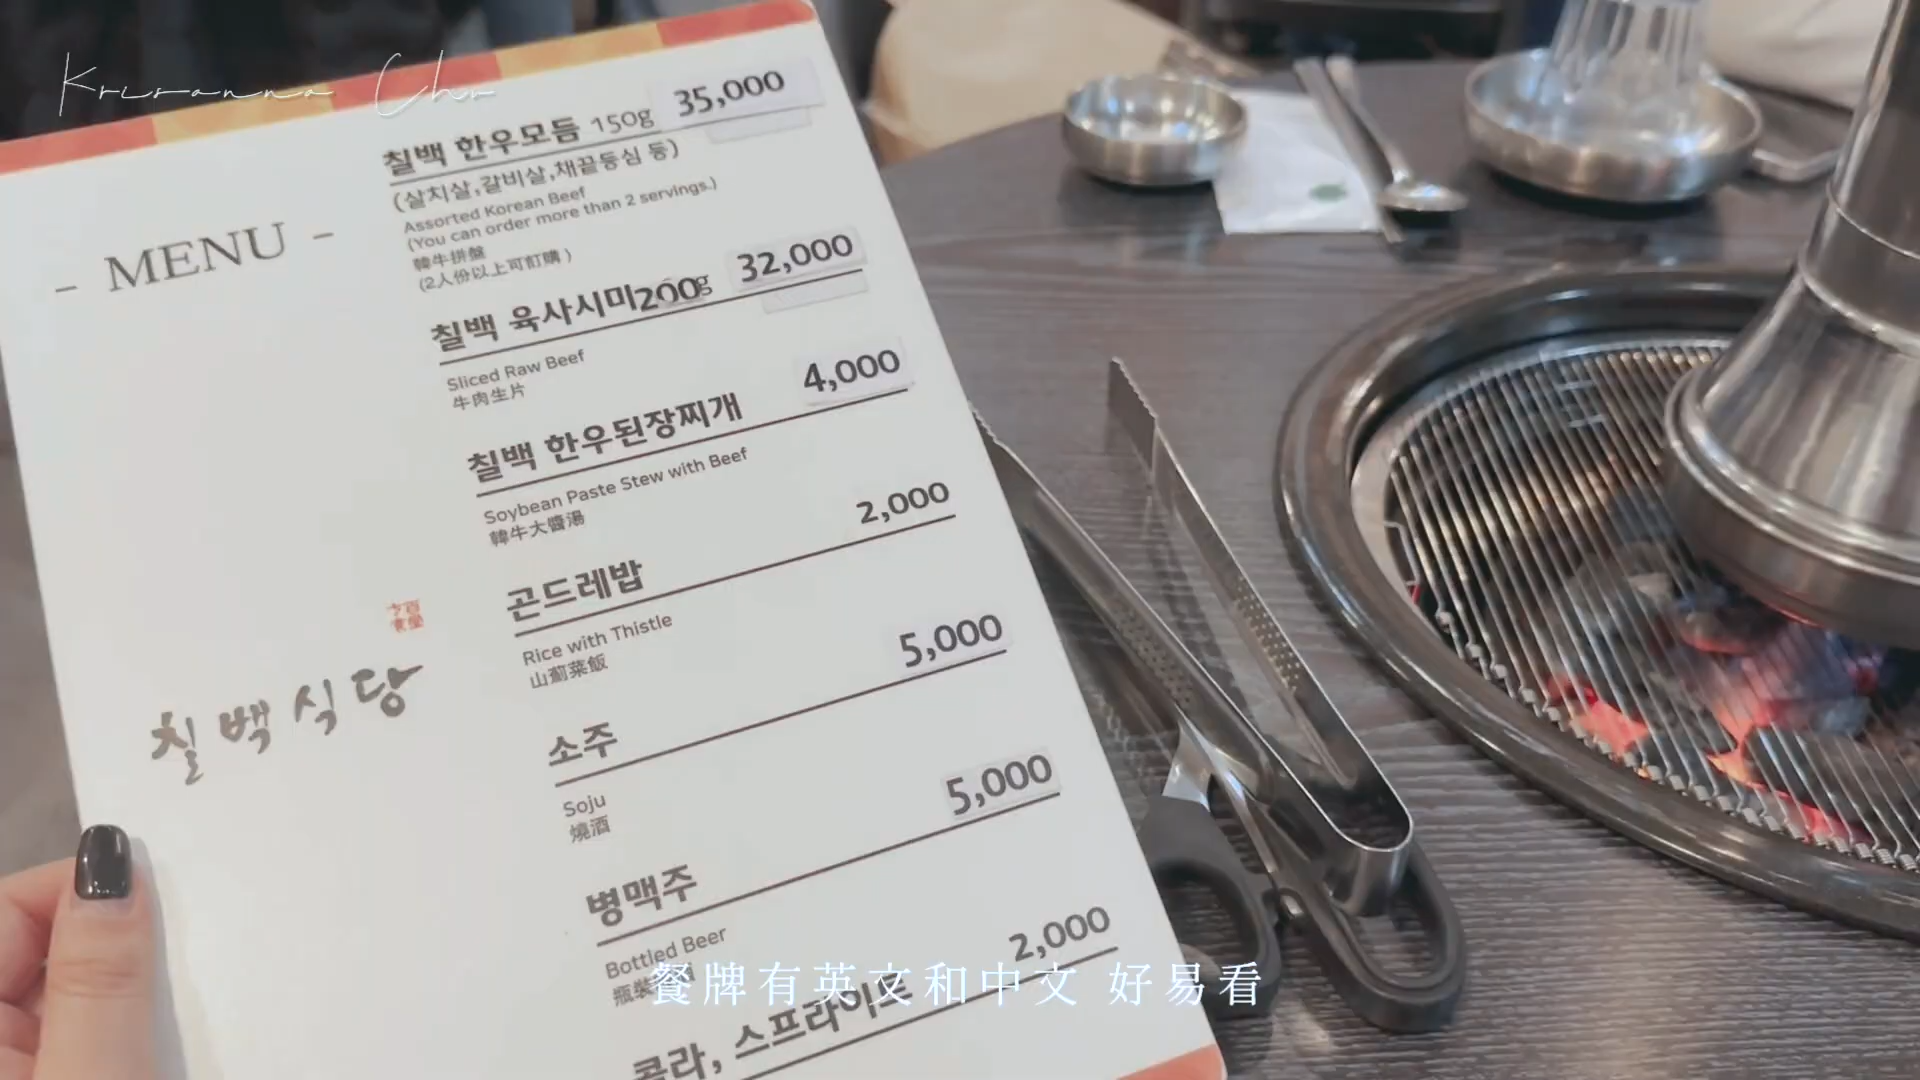 Krisanna Chu
- MENU -
칠백식당
칠백 한우모듬 150g 35,000
(살치살,갈비살,채끝등심 등)
Assorted Korean Beef
(You can order more than 2 servings.)
韓牛拼盤
(2人份以上可訂購)
칠백 육사시미200g 32,000
Sliced Raw Beef
牛肉生片
칠백 한우된장찌개 4,000
Soybean Paste Stew with Beef
韓牛大醬湯
곤드레밥 2,000
Rice with Thistle
山薊菜飯
소주 5,000
Soju
燒酒
병맥주 5,000
Bottled Beer
瓶裝
콜라, 스프라이트 2,000
餐牌有英文和中文 好易看